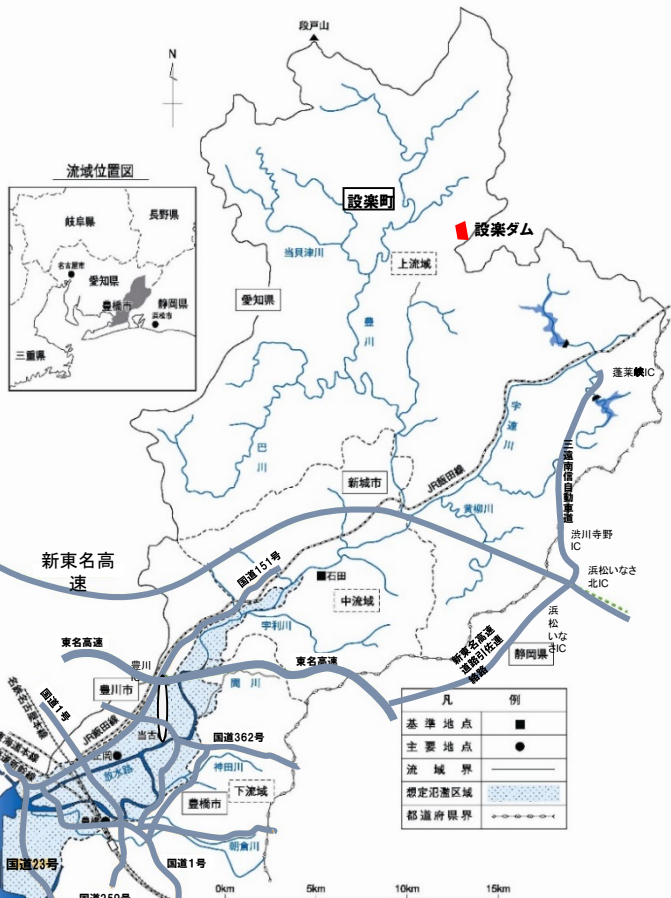 段戸山
N
流域位置図
岐阜県
長野県
名古屋市
愛知県
豊橋市
静岡県
浜松市
三重県
設楽町
設楽ダム
当貝津川
上流域
愛知県
豊川
蓬莱峡IC
宇連川
巴川
JR飯田線
新城市
三遠南信自動車道
黄柳川
渋川寺野
IC
新東名高
速
国道151号
石田
浜松いなさ
北IC
中流域
浜松いなさIC
宇利川
東名高速
豊川
IC
東名高速
新東名高速
道路引佐連
絡路
静岡県
豊川市
間川
国道1号
JR飯田線
当古
国道362号
正岡
放水路
神田川
下流域
豊橋市
朝倉川
国道23号
国道1号
国道259号
凡例
基準地点
主要地点
流域界
想定氾濫区域
都道府県界
0km
5km
10km
15km